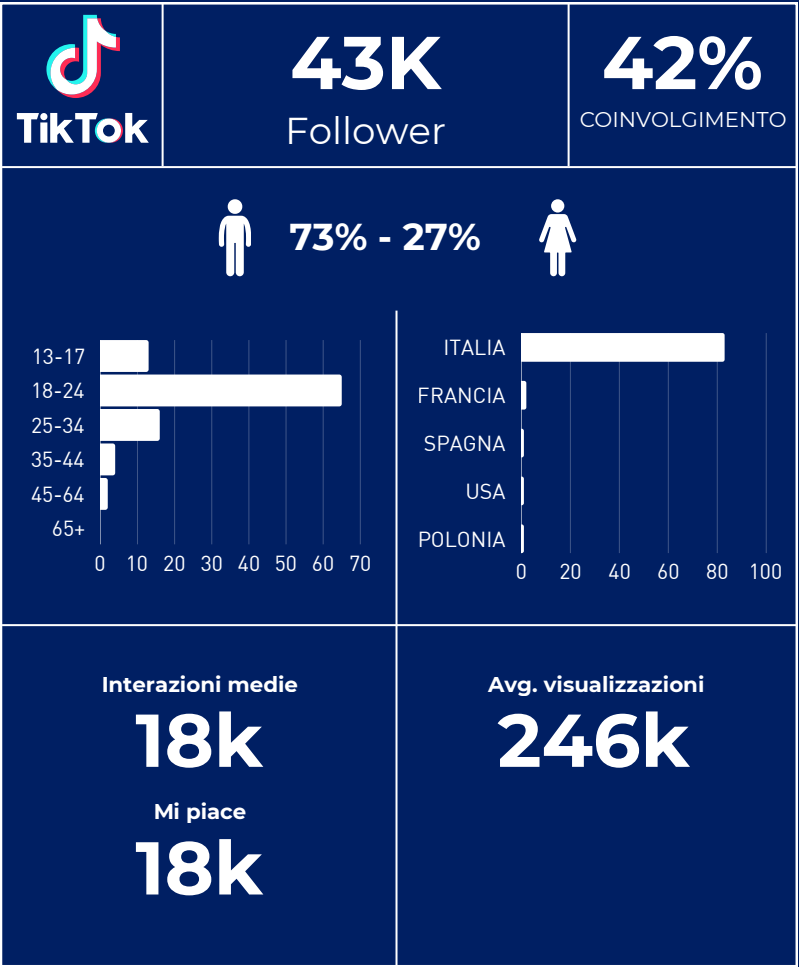 TikTok
43K
Follower
42%
COINVOLGIMENTO
73% - 27%
13-17
18-24
25-34
35-44
45-64
65+
0 10 20 30 40 50 60 70
ITALIA
FRANCIA
SPAGNA
USA
POLONIA
0 20 40 60 80 100
Interazioni medie
18k
Mi piace
18k
Avg. visualizzazioni
246k